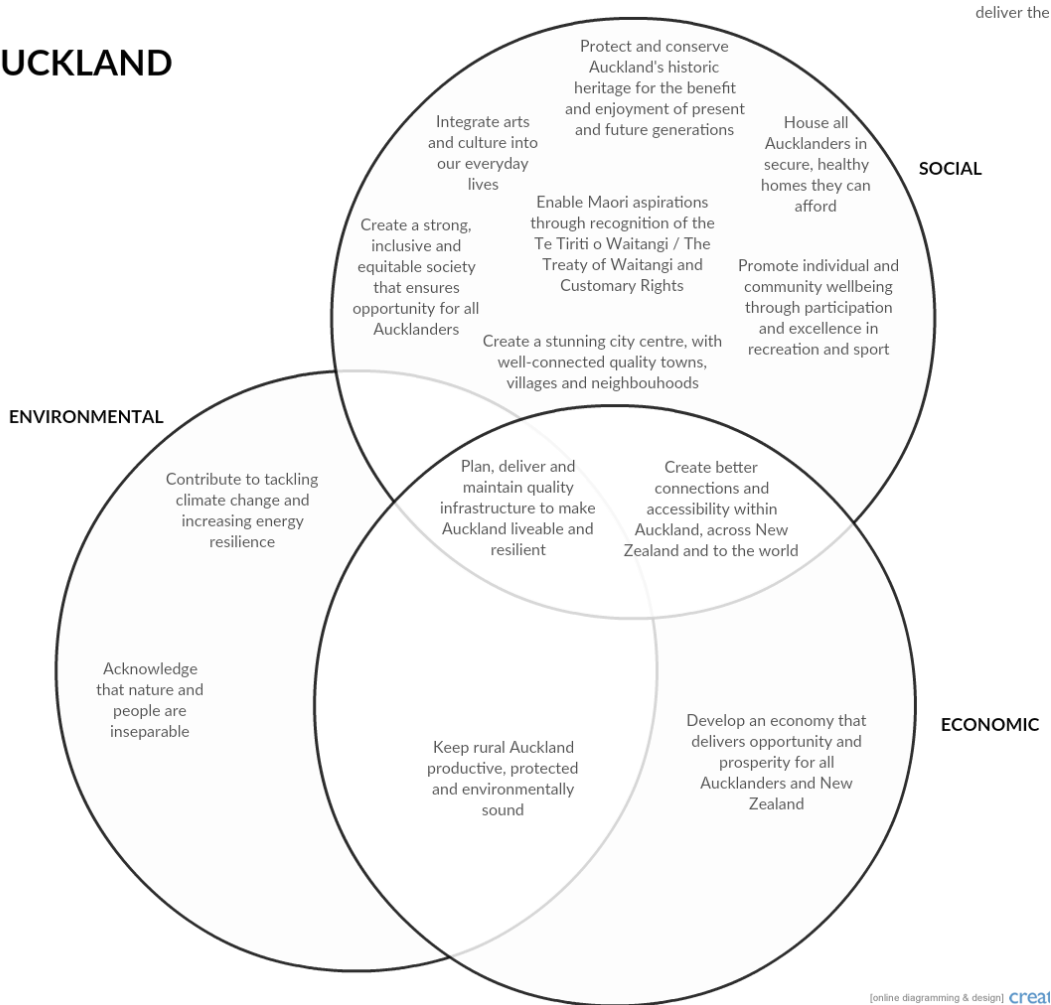 deliver the
UCKLAND
Protect and conserve
Auckland's historic
heritage for the benefit
and enjoyment of present
and future generations
Integrate arts
and culture into
our everyday
lives
House all
Aucklanders in
secure, healthy
homes they can
afford
SOCIAL
Enable Maori aspirations
through recognition of the
Te Tiriti o Waitangi / The
Treaty of Waitangi and
Customary Rights
Create a strong,
inclusive and
equitable society
that ensures
opportunity for all
Aucklanders
Promote individual and
community wellbeing
through participation
and excellence in
recreation and sport
Create a stunning city centre, with
well-connected quality towns,
villages and neighbouhoods
ENVIRONMENTAL
Contribute to tackling
climate change and
increasing energy
resilience
Plan, deliver and
maintain quality
infrastructure to make
Auckland liveable and
resilient
Create better
connections and
accessibility within
Auckland, across New
Zealand and to the world
Acknowledge
that nature and
people are
inseparable
Keep rural Auckland
productive, protected
and environmentally
sound
Develop an economy that
delivers opportunity and
prosperity for all
Aucklanders and New
Zealand
ECONOMIC
[online diagramming & design] creat